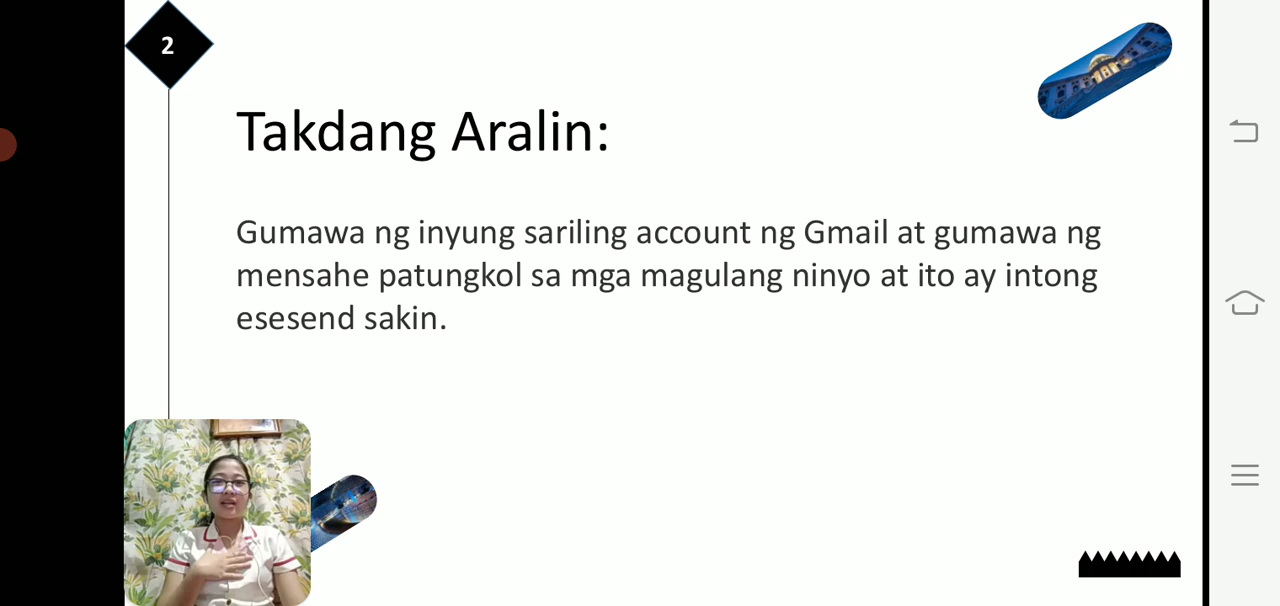 2
Takdang Aralin:
Gumawa ng inyung sariling account ng Gmail at gumawa ng
mensahe patungkol sa mga magulang ninyo at ito ay intong
esesend sakin.